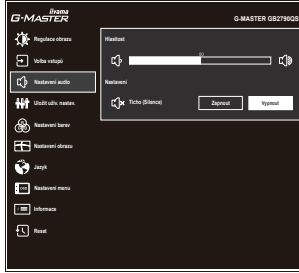 iiyama
G-MASTER
G-MASTER GB2790QS
Regulace obrazu
Volba vstupů
Nastavení audio
Uložit uživ. nastav.
Nastavení barev
Nastavení obrazu
Jazyk
OSD Nastavení menu
Informace
Reset
Hlasitost
50
Nastavení
Ticho (Silence)
Zapnout
Vypnout